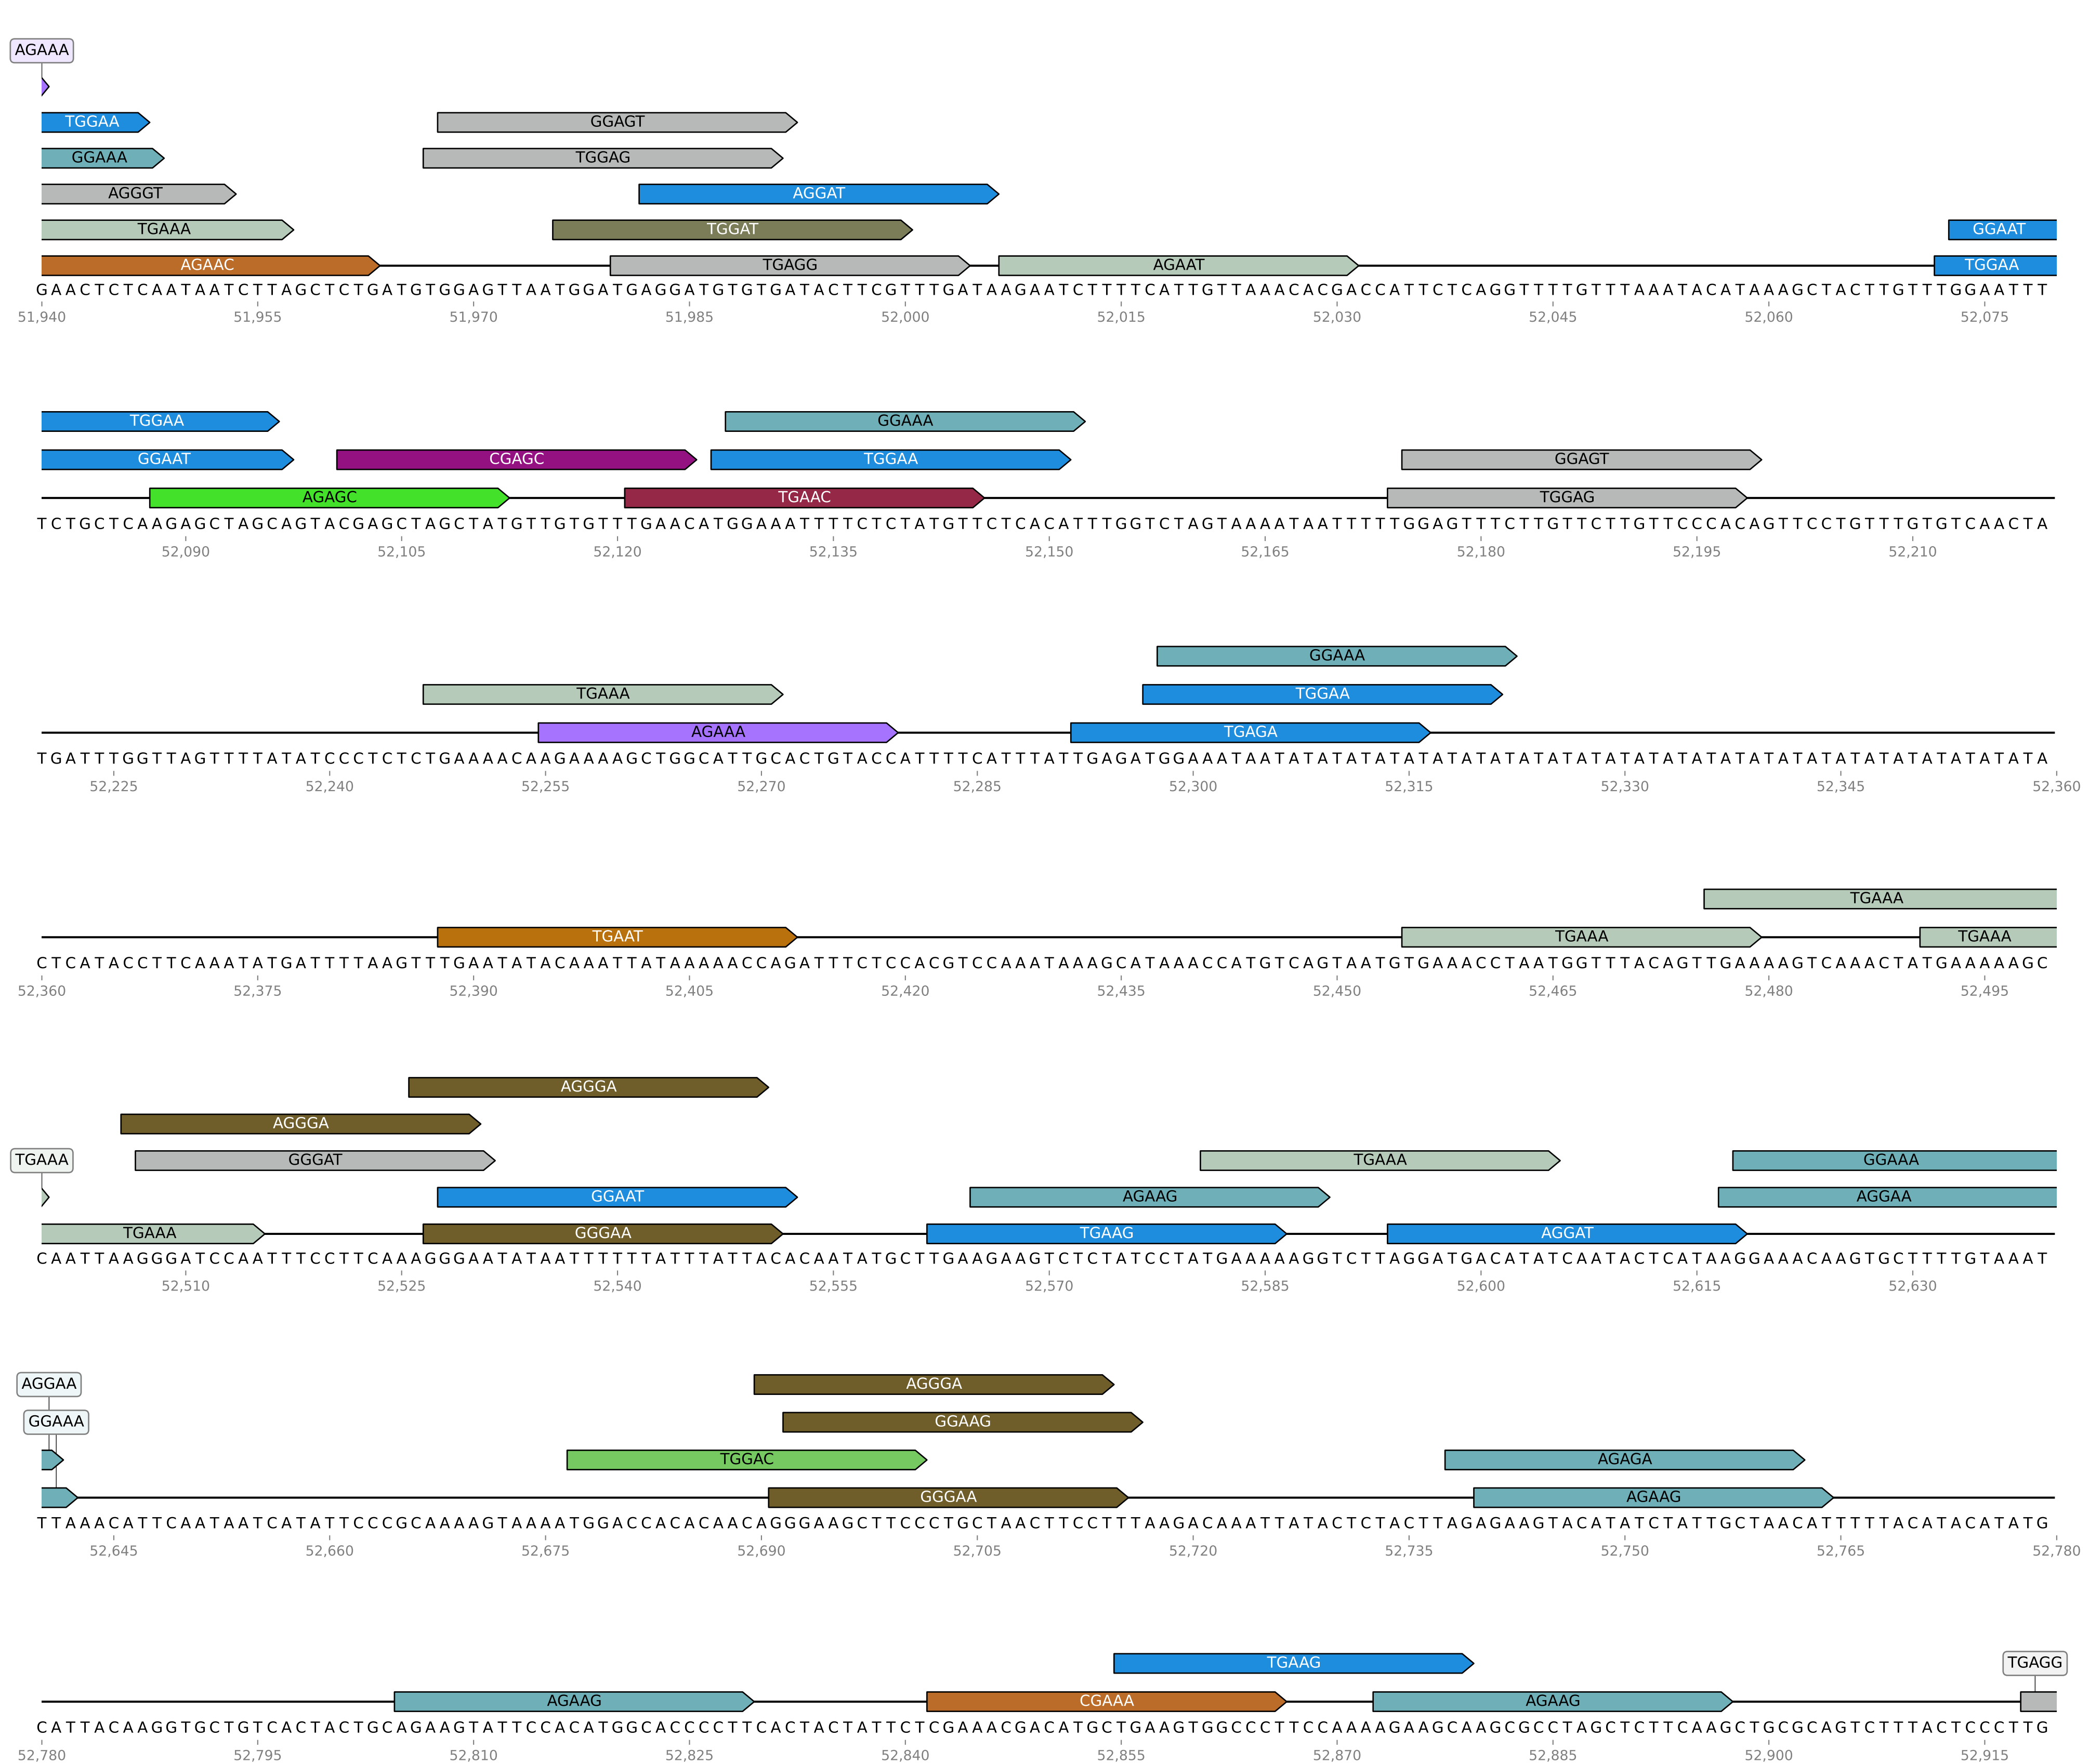 AGAAA
TGGAA GGAGT
GGAAA TGGAG
AGGGT AGGAT
TGAAA TGGAT GGAAT
AGAAC TGAGG AGAAT TGGAA
GAACTCTCAATAATCTTAGCTCTGATGTGGAGTTAATGGATGAGGATGTGTGATACTTCGTTTGATAAGAATCTTTTCATTGTTAAACACGACCATTCTCAGGTTTTGTTTAAATACATAAAGCTACTTGTTTGGAATTT
51,940 51,955 51,970 51,985 52,000 52,015 52,030 52,045 52,060 52,075
TGGAA GGAAA
GGAAT CGAGC TGGAA GGAGT
AGAGC TGAAC TGGAG
TCTGCTCAAGAGCTAGCAGTACGAGCTAGCTATGTTGTGTTTGAACATGGAAATTTTCTCTATGTTCTCACATTTGGTCTAGTAAAATAATTTTTGGAGTTTCTTGTTCTTGTTCCCACAGTTCCTGTTTGTGTCAACTA
52,090 52,105 52,120 52,135 52,150 52,165 52,180 52,195 52,210
GGAAA
TGAAA TGGAA
AGAAA TGAGA
TGATTTGGTTAGTTTTATATCCCTCTCTGAAAACAAGAAAAGCTGGCATTGCACTGTACCATTTTCATTTATTGAGATGGAAATAATATATATATATATATATATATATATATATATATATATATATATATATATATATA
52,225 52,240 52,255 52,270 52,285 52,300 52,315 52,330 52,345 52,360
TGAAA
TGAAT TGAAA TGAAA
CTCATACCTTCAAATATGATTTTAAGTTTGAATATACAAATTATAAAAACCAGATTTCTCCACGTCCAAATAAAGCATAAACCATGTCAGTAATGTGAAACCTAATGGTTTACAGTTGAAAAGTCAAACTATGAAAAAGC
52,360 52,375 52,390 52,405 52,420 52,435 52,450 52,465 52,480 52,495
AGGGA
AGGGA
TGAAA GGGAT TGAAA GGAAA
GGAAT AGAAG AGGAA
TGAAA GGGAA TGAAG AGGAT
CAATTAAGGGATCCAATTTCCTTCAAAGGGAATATAATTTTTTATTTATTACACAATATGCTTGAAGAAGTCTCTATCCTATGAAAAAGGTCTTAGGATGACATATCAATACTCATAAGGAAACAAGTGCTTTTGTAAAT
52,510 52,525 52,540 52,555 52,570 52,585 52,600 52,615 52,630
AGGAA AGGGA
GGAAA GGAAG
TGGAC AGAGA
GGGAA AGAAG
TTAAACATTCAATAATCATATTCCCGCAAAAGTAAAATGGACCACACAACAGGGAAGCTTCCCTGCTAACTTCCTTTAAGACAAATTATACTCTACTTAGAGAAGTACATATCTATTGCTAACATTTTTACATACATATG
52,645 52,660 52,675 52,690 52,705 52,720 52,735 52,750 52,765 52,780
TGAAG TGAGG
AGAAG CGAAA AGAAG
CATTACAAGGTGCTGTCACTACTGCAGAAGTATTCCACATGGCACCCCTTCACTACTATTCTCGAAACGACATGCTGAAGTGGCCCTTCCAAAAGAAGCAAGCGCCTAGCTCTTCAAGCTGCGCAGTCTTTACTCCCTTG
52,780 52,795 52,810 52,825 52,840 52,855 52,870 52,885 52,900 52,915